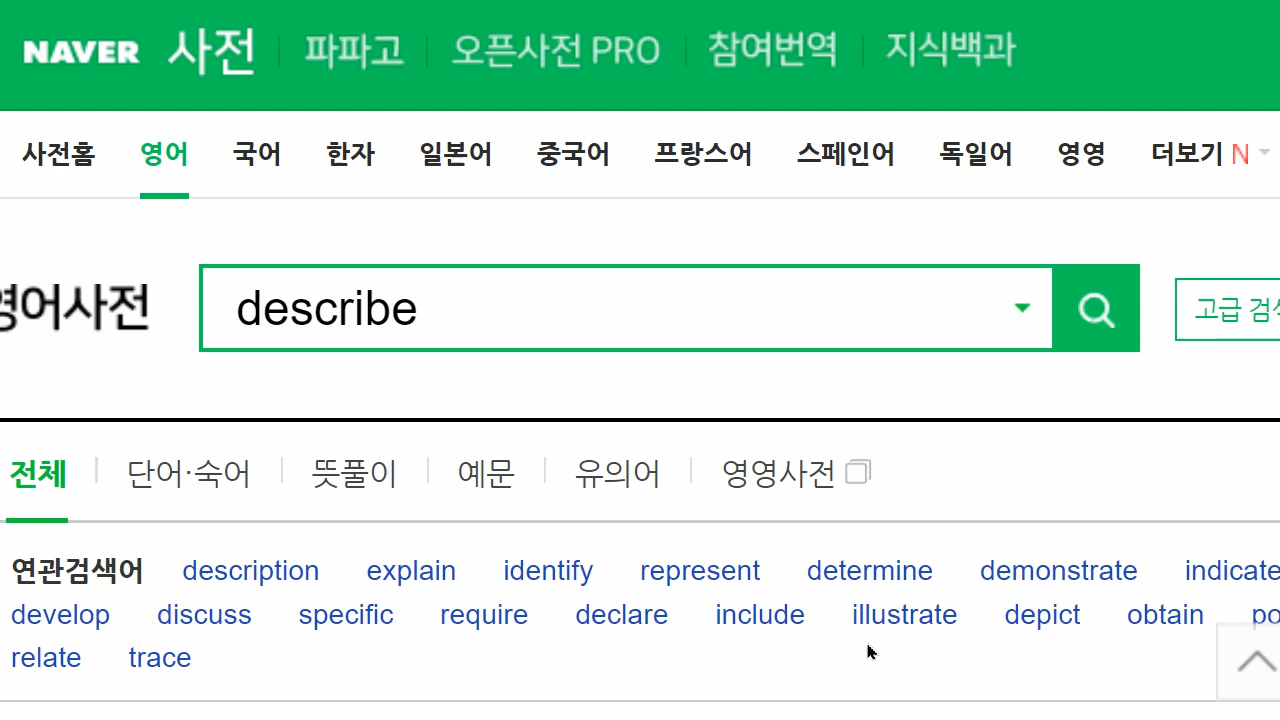 NAVER 사전 파파고 오픈사전 PRO 참여번역 지식백과
사전홈 영어 국어 한자 일본어 중국어 프랑스어 스페인어 독일어 영영 더보기 N
영어사전 describe 고급 검색
전체 단어·숙어 뜻풀이 예문 유의어 영영사전
연관검색어 description explain identify represent determine demonstrate indicate
develop discuss specific require declare include illustrate depict obtain
relate trace